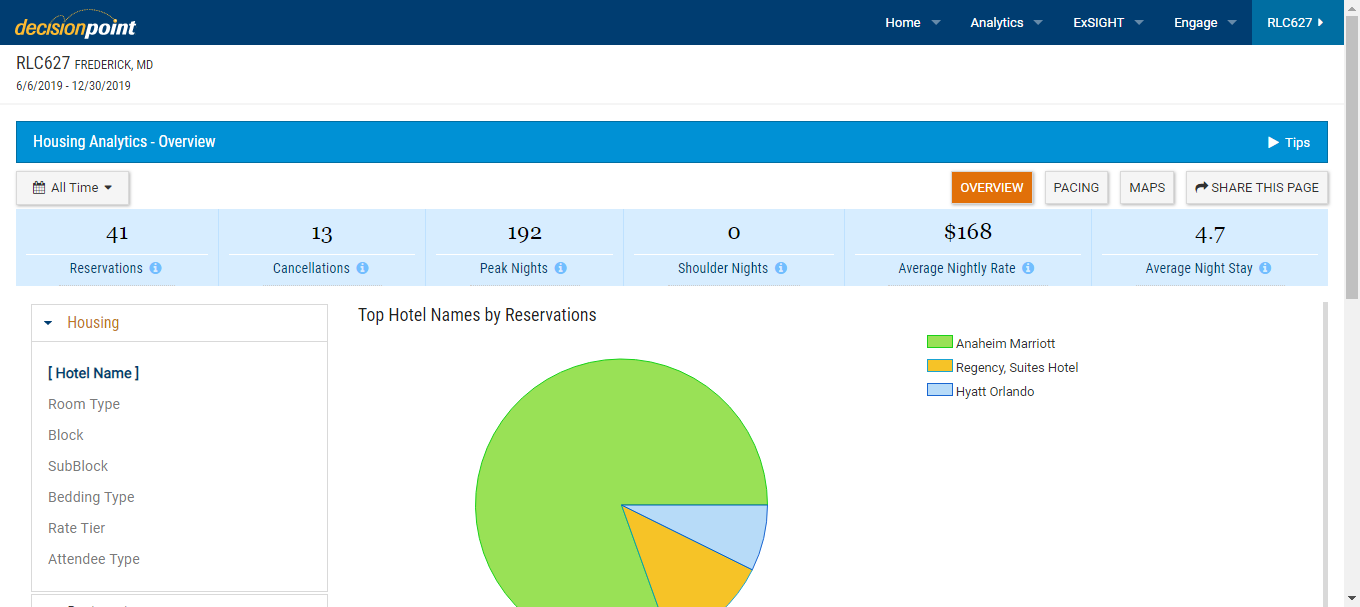 decisionpoint
Home Analytics ExSIGHT Engage RLC627
RLC627 FREDERICK, MD
6/6/2019 - 12/30/2019
Housing Analytics - Overview
Tips
All Time
OVERVIEW PACING MAPS SHARE THIS PAGE
41 13 192 0 $168 4.7
Reservations Cancellations Peak Nights Shoulder Nights Average Nightly Rate Average Night Stay
Housing
[ Hotel Name ]
Room Type
Block
SubBlock
Bedding Type
Rate Tier
Attendee Type
Top Hotel Names by Reservations
Anaheim Marriott
Regency, Suites Hotel
Hyatt Orlando